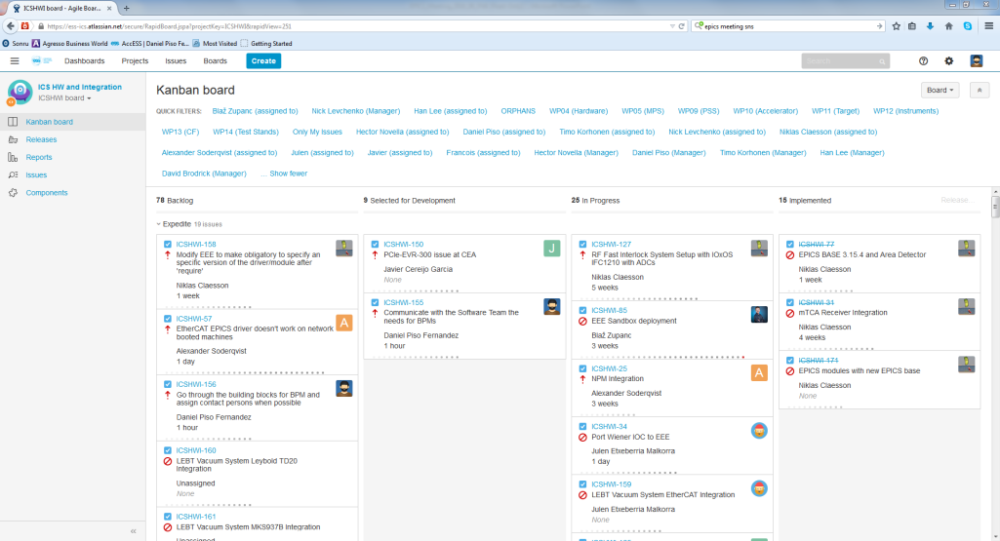 ICSHWI board - Agile Boar...
https://ess-ics.atlassian.net/secure/RapidBoard.jspa?projectKey=ICSHWI&rapidView=251
epics meeting sns
Sonru
Agresso Business World
AccESS | Daniel Piso Fe...
Most Visited
Getting Started
Dashboards
Projects
Issues
Boards
Create
Search
ICS HW and Integration
ICSHWI board
Kanban board
Releases
Reports
Issues
Components
Kanban board
Board
QUICK FILTERS:
Blaž Zupanc (assigned to)
Nick Levchenko (Manager)
Han Lee (assigned to)
ORPHANS
WP04 (Hardware)
WP05 (MPS)
WP09 (PSS)
WP10 (Accelerator)
WP11 (Target)
WP12 (Instruments)
WP13 (CF)
WP14 (Test Stands)
Only My Issues
Hector Novella (assigned to)
Daniel Piso (assigned to)
Timo Korhonen (assigned to)
Nick Levchenko (assigned to)
Niklas Claesson (assigned to)
Alexander Soderqvist (assigned to)
Julen (assigned to)
Javier (assigned to)
Francois (assigned to)
Hector Novella (Manager)
Daniel Piso (Manager)
Timo Korhonen (Manager)
Han Lee (Manager)
David Brodrick (Manager)
... Show fewer
78 Backlog
9 Selected for Development
25 In Progress
15 Implemented
Release...
Expedite 19 issues
ICSHWI-158
Modify EEE to make obligatory to specify an
specific version of the driver/module after
'require'
Niklas Claesson
1 week
ICSHWI-57
EtherCAT EPICS driver doesn't work on network
booted machines
A
Alexander Soderqvist
1 day
ICSHWI-156
Go through the building blocks for BPM and
assign contact persons when possible
Daniel Piso Fernandez
1 hour
ICSHWI-160
LEBT Vacuum System Leybold TD20
Integration
Unassigned
None
ICSHWI-161
LEBT Vacuum System MKS937B Integration
Unassigned
ICSHWI-150
PCIe-EVR-300 issue at CEA
J
Javier Cereijo Garcia
None
ICSHWI-155
Communicate with the Software Team the
needs for BPMs
Daniel Piso Fernandez
1 hour
ICSHWI-127
RF Fast Interlock System Setup with IOxOS
IFC1210 with ADCs
Niklas Claesson
5 weeks
ICSHWI-85
EEE Sandbox deployment
Blaž Zupanc
3 weeks
ICSHWI-25
NPM Integration
A
Alexander Soderqvist
3 weeks
ICSHWI-34
Port Wiener IOC to EEE
Julen Etxeberria Malkorra
1 day
ICSHWI-159
LEBT Vacuum System EtherCAT Integration
Julen Etxeberria Malkorra
None
ICSHWI-77
EPICS BASE 3.15.4 and Area Detector
Niklas Claesson
1 week
ICSHWI-31
mTCA Receiver Integration
Niklas Claesson
4 weeks
ICSHWI-171
EPICS modules with new EPICS base
Niklas Claesson
None